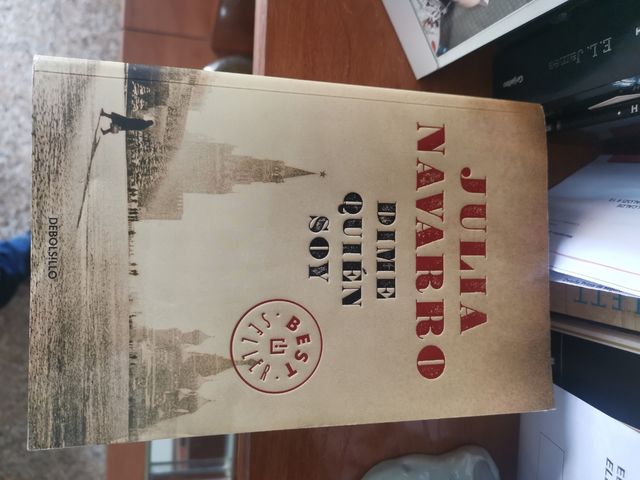 JULIA
NAVARRO
DIME
QUIÉN
SOY
BEST
SELLER
DEBOLSILLO
E. L. James